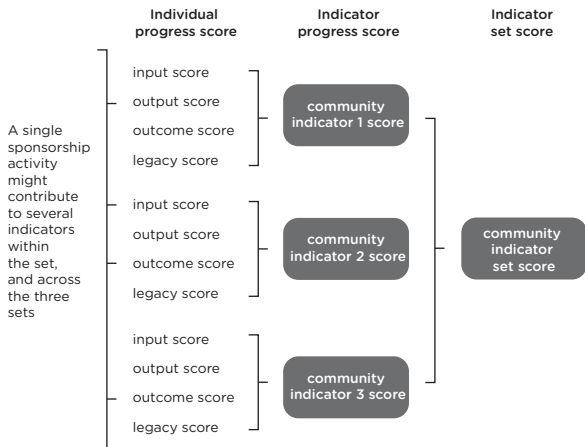 Individual
progress score
Indicator
progress score
Indicator
set score
A single
sponsorship
activity
might
contribute
to several
indicators
within
the set,
and across
the three
sets
input score
output score
outcome score
legacy score
community
indicator 1 score
input score
output score
outcome score
legacy score
community
indicator 2 score
input score
output score
outcome score
legacy score
community
indicator 3 score
community
indicator
set score